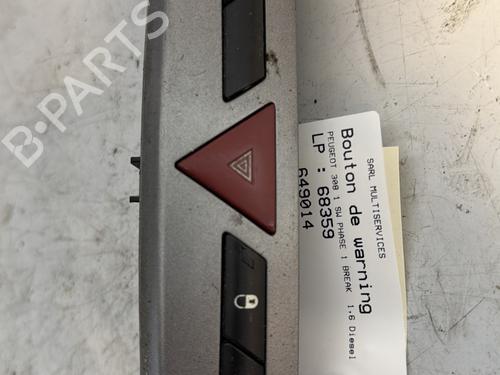 B-PARTS
SARL MULTISERVICES
Bouton de warning
PEUGEOT 308 1 SW PHASE 1 BREAK 1.6 Diesel
LP : 68359
649014